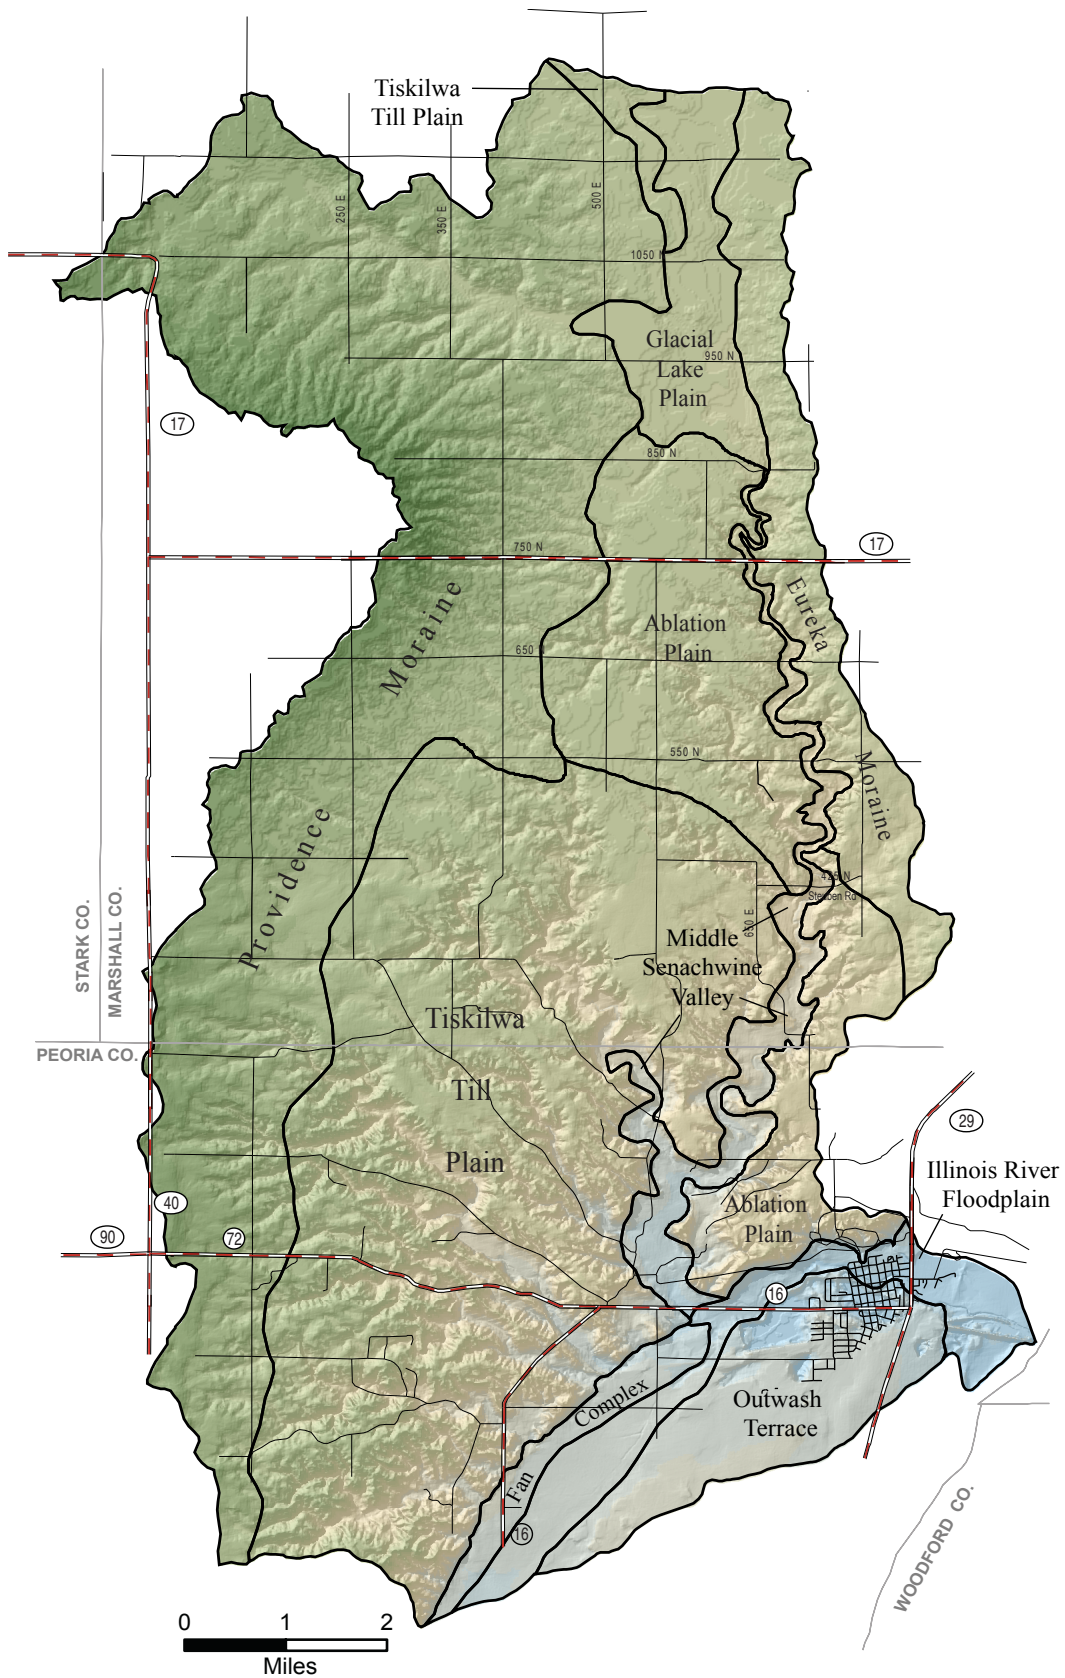 Tiskilwa
Till Plain
250 E
350 E
500 E
1050 N
Glacial
Lake
Plain
950 N
17
850 N
750 N
17
Eureka
Moraine
Ablation
Plain
650 N
Moraine
550 N
Providence
425 N
Steuben Rd
650 E
STARK CO.
MARSHALL CO.
Middle
Senachwine
Valley
Tiskilwa
Till
Plain
PEORIA CO.
29
Illinois River
Floodplain
40
Ablation
Plain
90
72
16
Complex
Fan
Outwash
Terrace
16
WOODFORD CO.
0 1 2
Miles